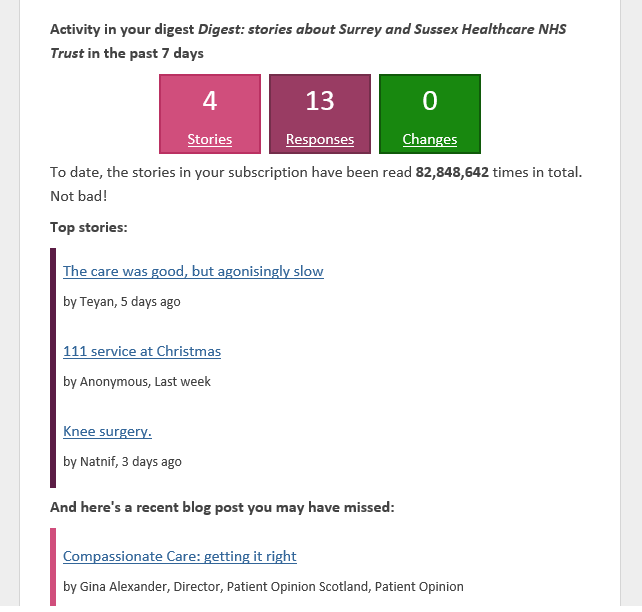 Activity in your digest Digest: stories about Surrey and Sussex Healthcare NHS
Trust in the past 7 days
4
Stories
13
Responses
0
Changes
To date, the stories in your subscription have been read 82,848,642 times in total.
Not bad!
Top stories:
The care was good, but agonisingly slow
by Teyan, 5 days ago
111 service at Christmas
by Anonymous, Last week
Knee surgery.
by Natnif, 3 days ago
And here's a recent blog post you may have missed:
Compassionate Care: getting it right
by Gina Alexander, Director, Patient Opinion Scotland, Patient Opinion